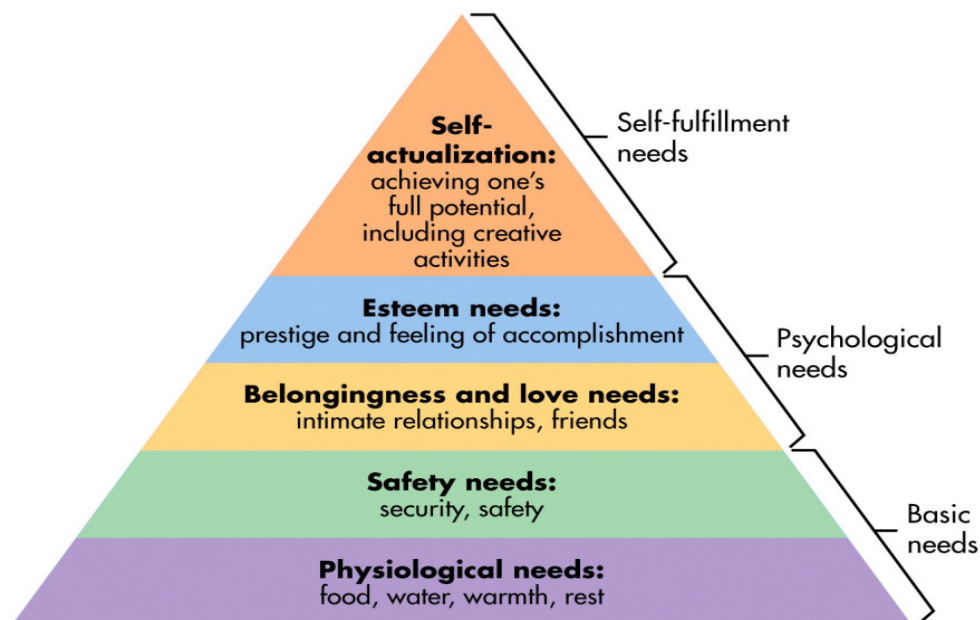 Self-
actualization:
achieving one's
full potential,
including creative
activities
Self-fulfillment
needs
Esteem needs:
prestige and feeling of accomplishment
Psychological
needs
Belongingness and love needs:
intimate relationships, friends
Safety needs:
security, safety
Basic
needs
Physiological needs:
food, water, warmth, rest